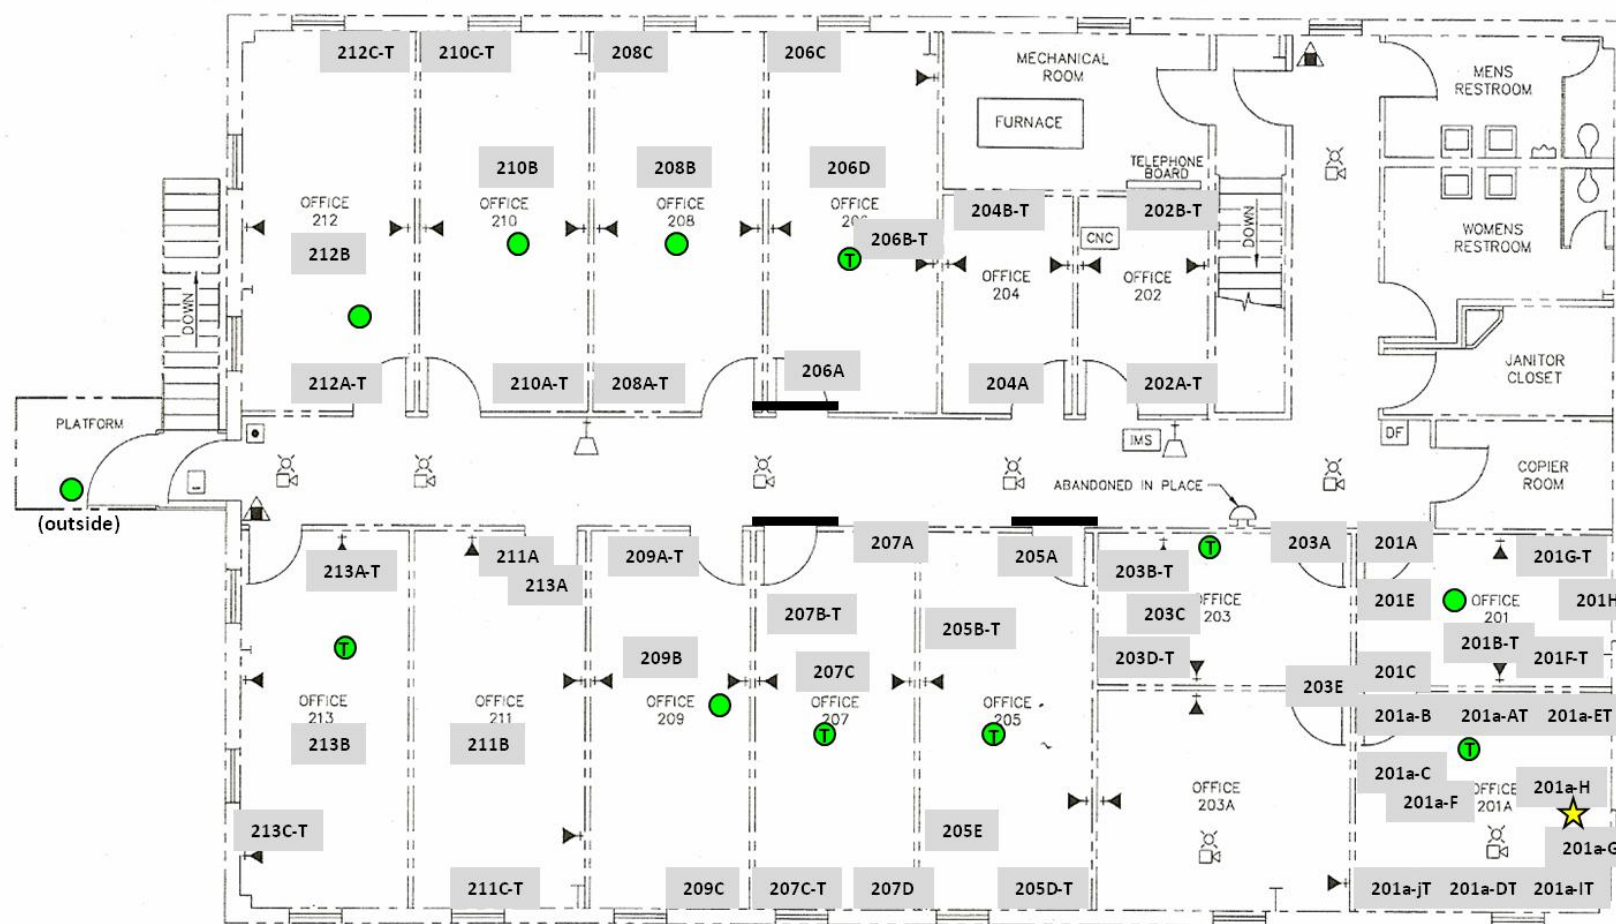 212C-T
210C-T
208C
206C
MECHANICAL
ROOM
MENS
RESTROOM
FURNACE
210B
208B
206D
TELEPHONE
BOARD
OFFICE
212
OFFICE
210
OFFICE
208
OFFICE
206B-T
204B-T
202B-T
DOWN
WOMENS
RESTROOM
212B
CNC
T
OFFICE
204
OFFICE
202
DOWN
212A-T
210A-T
208A-T
206A
204A
202A-T
JANITOR
CLOSET
PLATFORM
IMS
DF
COPIER
ROOM
ABANDONED IN PLACE
(outside)
213A-T
211A
213A
209A-T
207A
205A
203B-T
T
203A
201A
201G-T
203C
OFFICE
203
201E
OFFICE
201
201H
207B-T
205B-T
T
209B
207C
203D-T
201B-T
201F-T
201C
203E
OFFICE
213
213B
OFFICE
211
211B
OFFICE
209
OFFICE
207
T
OFFICE
205
T
201a-B
201a-AT
201a-ET
T
201a-C
201a-F
OFFICE
201A
201a-H
OFFICE
203A
213C-T
205E
201a-G
211C-T
209C
207C-T
207D
205D-T
201a-jT
201a-DT
201a-IT